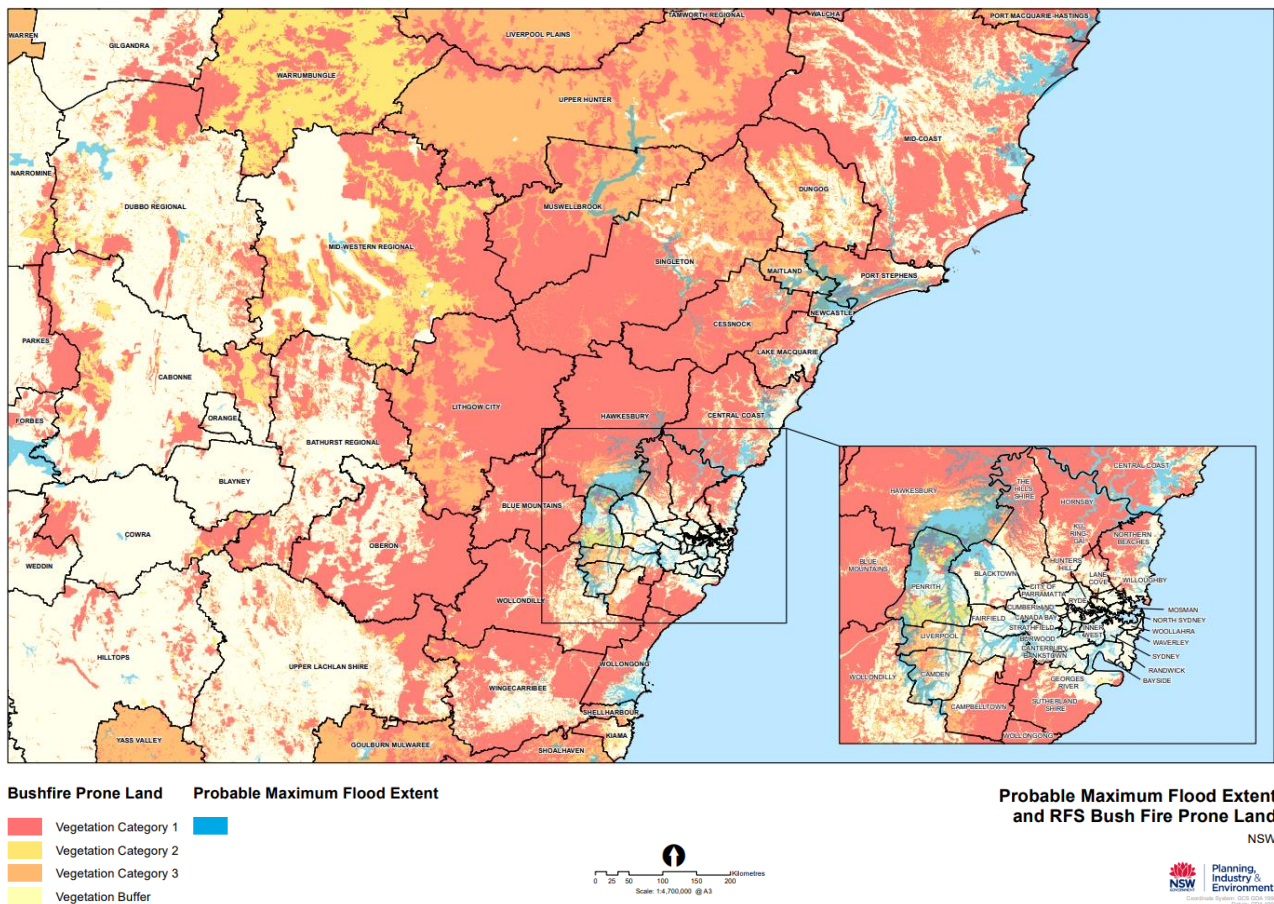 TAMWORTH REGIONAL
WALCHA
PORT MACQUARIE-HASTINGS
WARREN
LIVERPOOL PLAINS
GILGANDRA
WARRUMBUNGLE
UPPER HUNTER
MID-COAST
NARROMINE
DUNGOG
DUBBO REGIONAL
MUSWELLBROOK
MID-WESTERN REGIONAL
SINGLETON
MAITLAND
PORT STEPHENS
NEWCASTLE
CESSNOCK
PARKES
LAKE MACQUARIE
CABONNE
LITHGOW CITY
HAWKESBURY
CENTRAL COAST
FORBES
ORANGE
BATHURST REGIONAL
BLAYNEY
BLUE MOUNTAINS
COWRA
OBERON
WEDDIN
WOLLONDILLY
HILLTOPS
UPPER LACHLAN SHIRE
WOLLONGONG
WINGECARRIBEE
SHELLHARBOUR
KIAMA
YASS VALLEY
GOULBURN MULWAREE
SHOALHAVEN
CENTRAL COAST
HAWKESBURY
THE
HILLS
SHIRE
HORNSBY
KU
RING-
GAI
NORTHERN
BEACHES
BLUE
MOUNTAINS
HUNTERS
HILL
LANE
COVE
WILLOUGHBY
BLACKTOWN
PENRITH
CITY OF
PARRAMATTA
RYDE
CUMBERLAND
MOSMAN
FAIRFIELD
CANADA BAY
NORTH SYDNEY
STRATHFIELD
INNER
WEST
WOOLLAHRA
LIVERPOOL
BURWOOD
WAVERLEY
CANTERBURY
BANKSTOWN
SYDNEY
WOLLONDILLY
CAMDEN
RANDWICK
GEORGES
RIVER
BAYSIDE
CAMPBELLTOWN
SUTHERLAND
SHIRE
WOLLONGONG
Bushfire Prone Land
Probable Maximum Flood Extent
Vegetation Category 1
Vegetation Category 2
Vegetation Category 3
Vegetation Buffer
0 25 50 100 150 200 Kilometres
Scale: 1:4,700,000 @ A3
Probable Maximum Flood Extent
and RFS Bush Fire Prone Land
NSW
NSW
GOVERNMENT
Planning,
Industry &
Environment
Coordinate System: GCS GDA 199